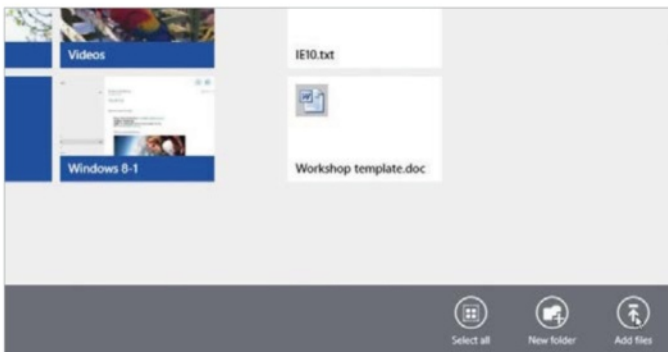 Videos
IE10.txt
Windows 8-1
Workshop template.doc
Select all
New folder
Add files